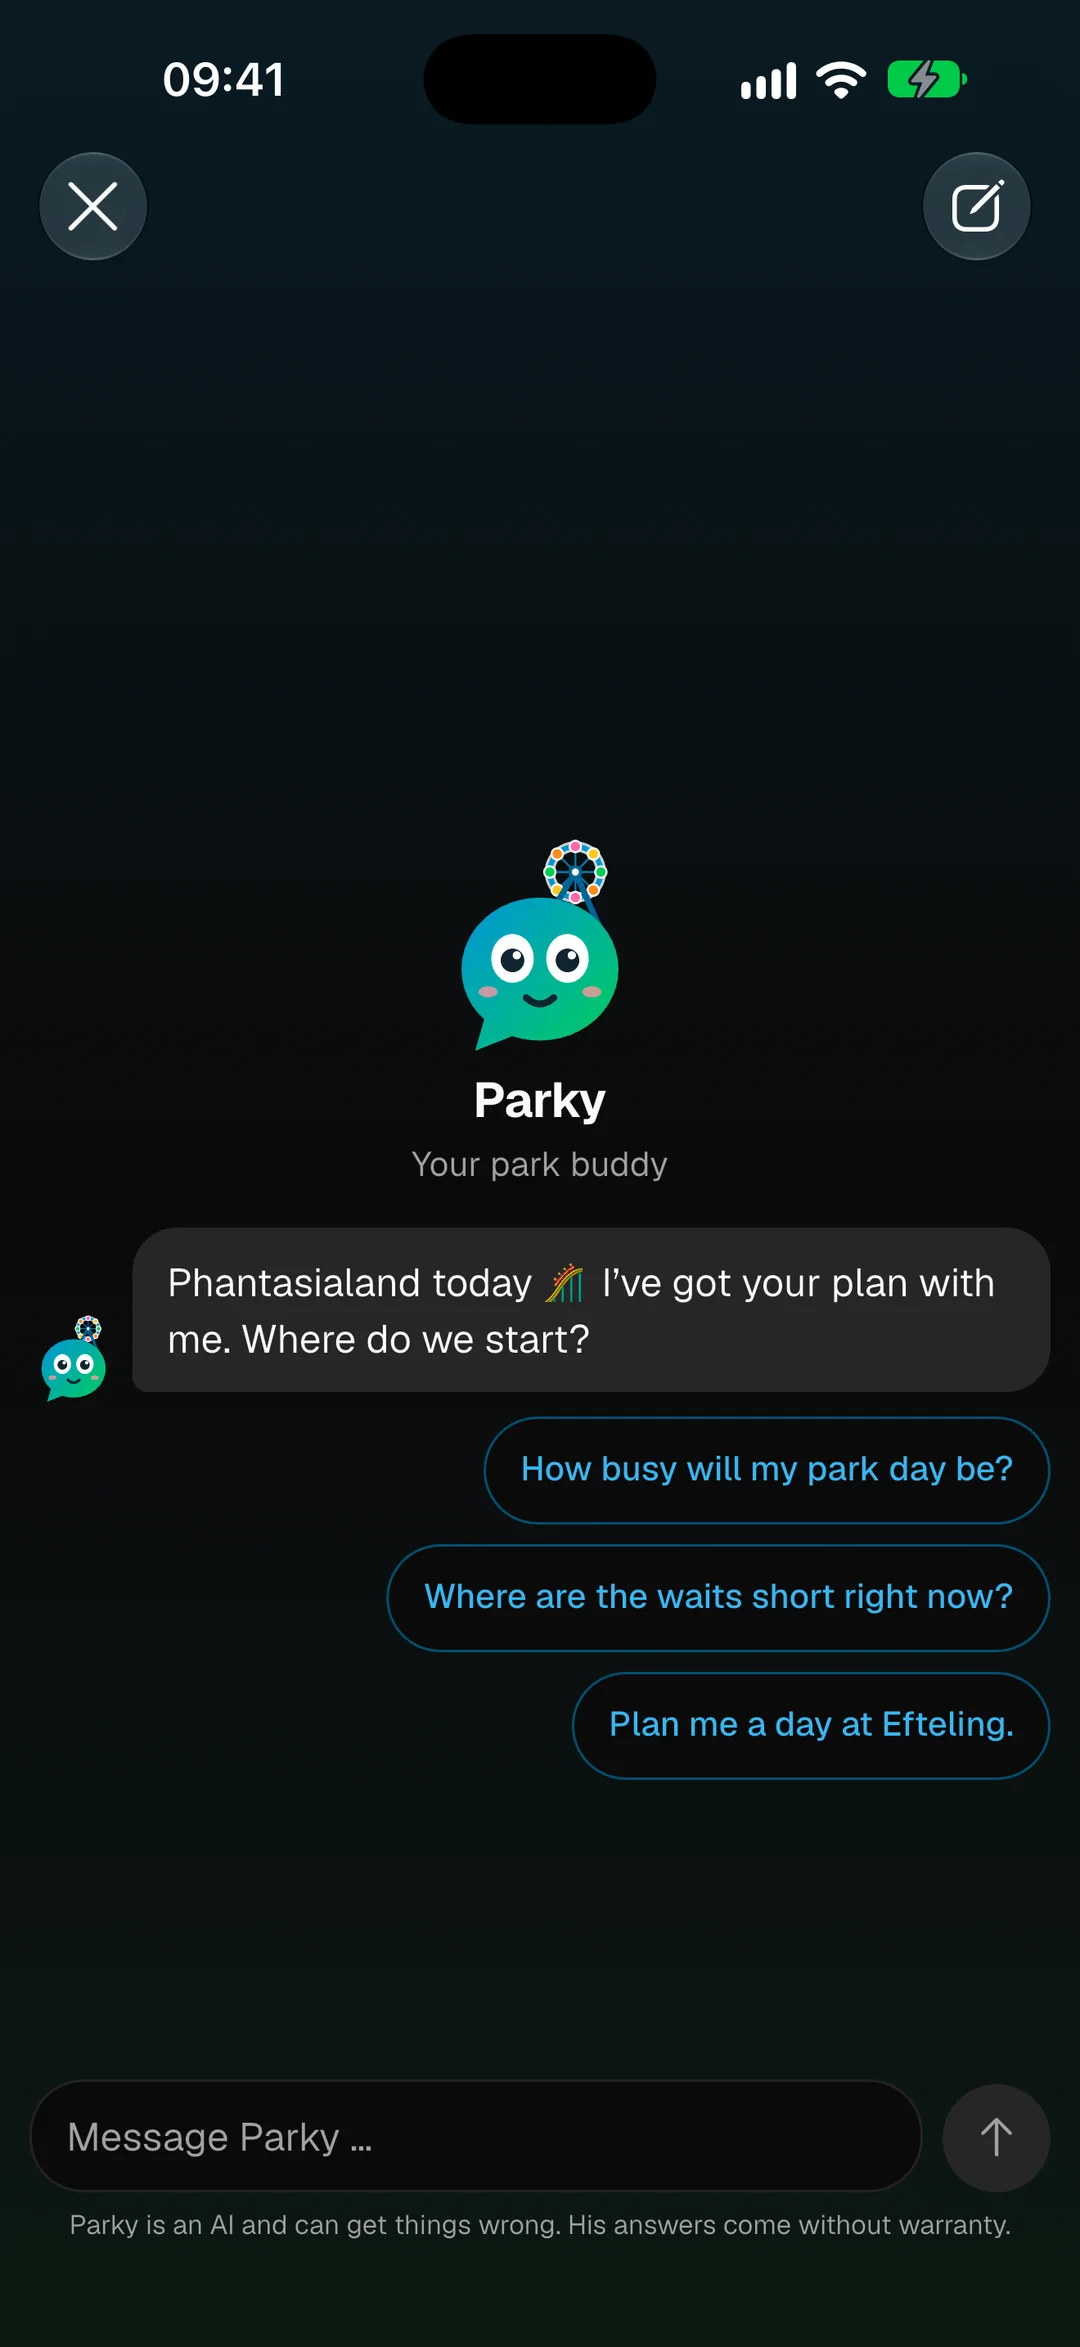 09:41
Parky
Your park buddy
Phantasialand today 🎢 I’ve got your plan with
me. Where do we start?
How busy will my park day be?
Where are the waits short right now?
Plan me a day at Efteling.
Message Parky ...
Parky is an AI and can get things wrong. His answers come without warranty.